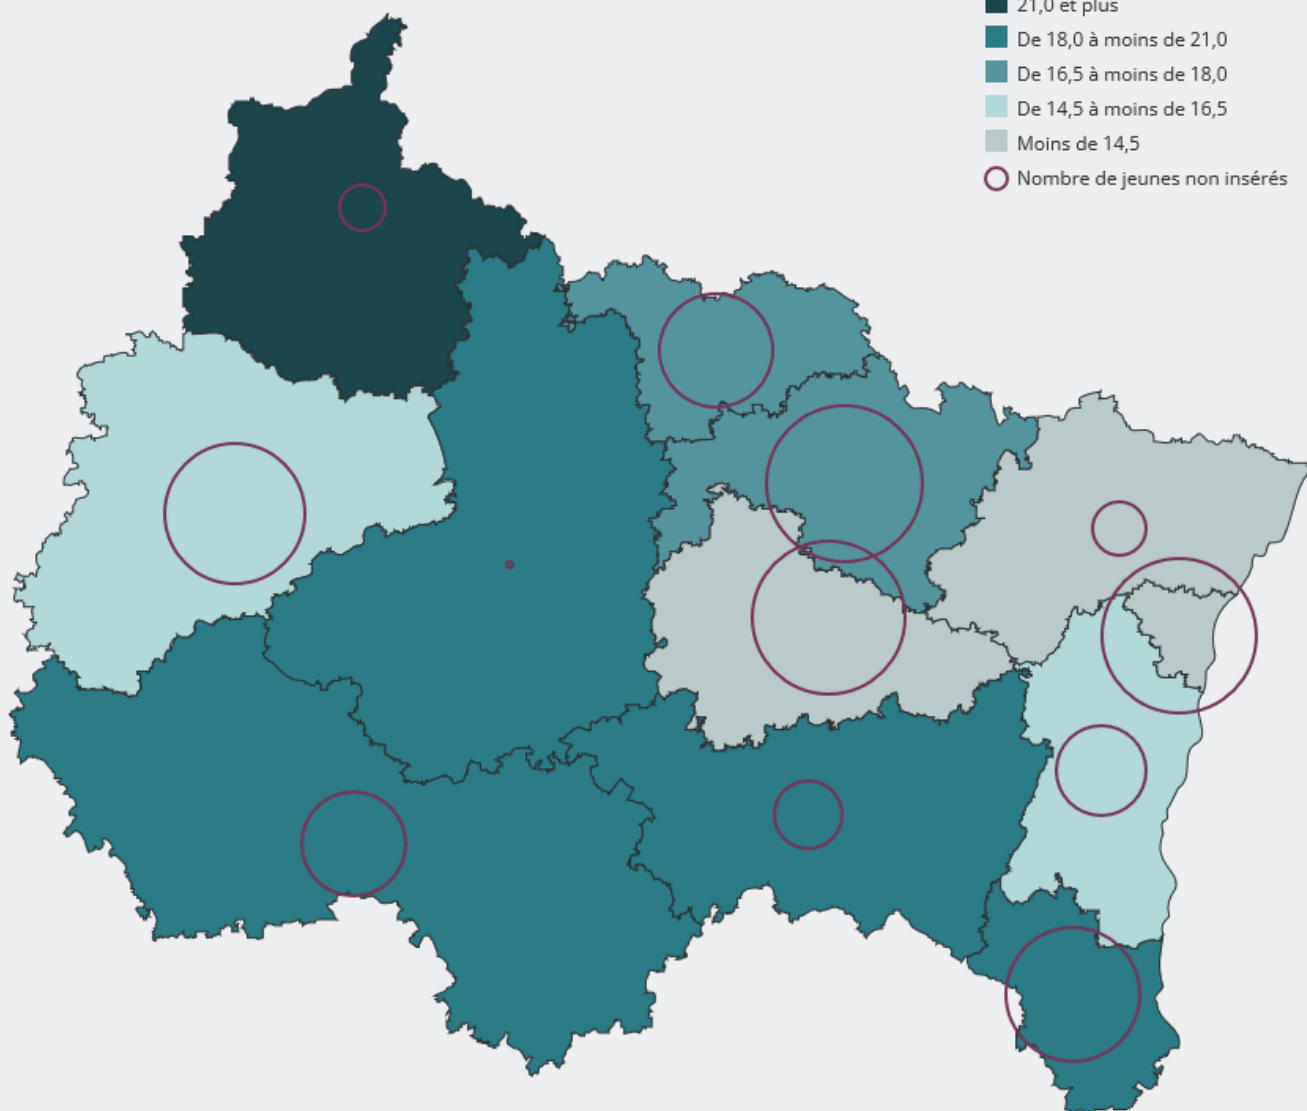 21,0 et plus
De 18,0 à moins de 21,0
De 16,5 à moins de 18,0
De 14,5 à moins de 16,5
Moins de 14,5
Nombre de jeunes non insérés